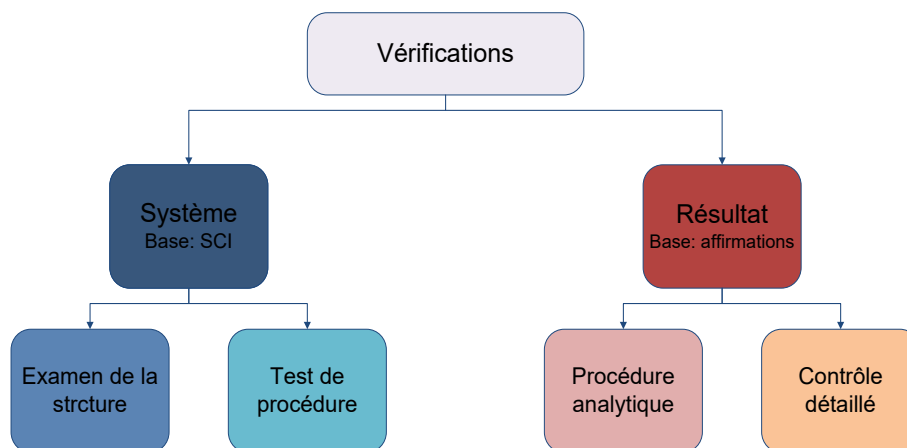 Vérifications
Système
Base: SCI
Résultat
Base: affirmations
Examen de la
strcture
Test de
procédure
Procédure
analytique
Contrôle
détaillé